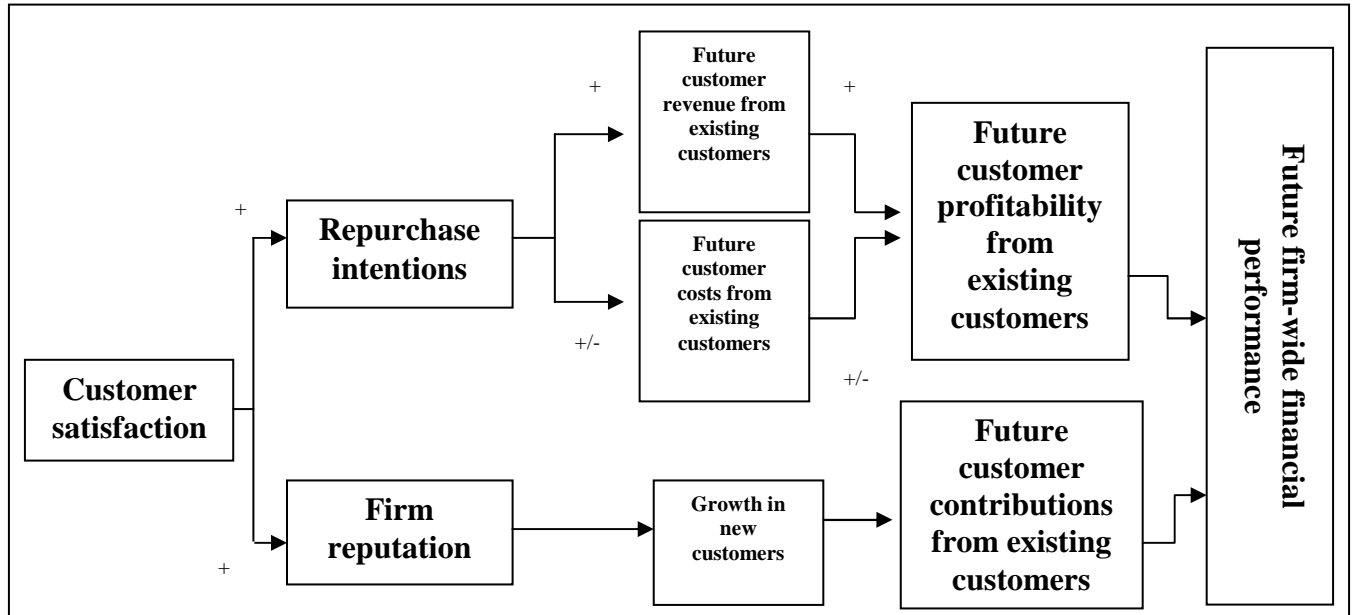 Customer
satisfaction
+
Repurchase
intentions
+
Firm
reputation
+
Future
customer
revenue from
existing
customers
+/-
Future
customer
costs from
existing
customers
Growth in
new
customers
+
+/-
Future
customer
profitability
from
existing
customers
Future
customer
contributions
from existing
customers
Future firm-wide financial
performance